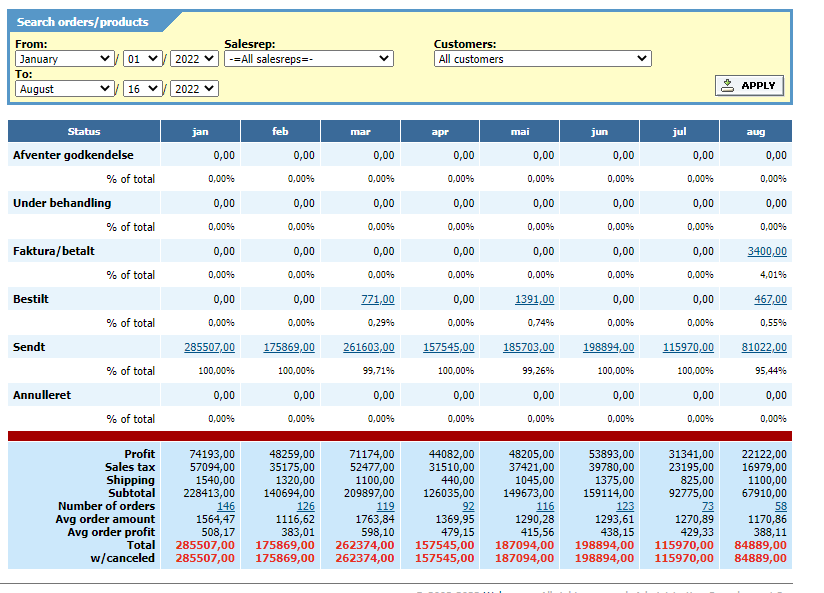 Search orders/products
From: Salesrep: Customers:
January / 01 / 2022 -=All salesreps=- All customers
To:
August / 16 / 2022 APPLY
Status jan feb mar apr mai jun jul aug
Afventer godkendelse 0,00 0,00 0,00 0,00 0,00 0,00 0,00 0,00
% of total 0,00% 0,00% 0,00% 0,00% 0,00% 0,00% 0,00% 0,00%
Under behandling 0,00 0,00 0,00 0,00 0,00 0,00 0,00 0,00
% of total 0,00% 0,00% 0,00% 0,00% 0,00% 0,00% 0,00% 0,00%
Faktura/betalt 0,00 0,00 0,00 0,00 0,00 0,00 0,00 3400,00
% of total 0,00% 0,00% 0,00% 0,00% 0,00% 0,00% 0,00% 4,01%
Bestilt 0,00 0,00 771,00 0,00 1391,00 0,00 0,00 467,00
% of total 0,00% 0,00% 0,29% 0,00% 0,74% 0,00% 0,00% 0,55%
Sendt 285507,00 175869,00 261603,00 157545,00 185703,00 198894,00 115970,00 81022,00
% of total 100,00% 100,00% 99,71% 100,00% 99,26% 100,00% 100,00% 95,44%
Annulleret 0,00 0,00 0,00 0,00 0,00 0,00 0,00 0,00
% of total 0,00% 0,00% 0,00% 0,00% 0,00% 0,00% 0,00% 0,00%
Profit 74193,00 48259,00 71174,00 44082,00 48205,00 53893,00 31341,00 22122,00
Sales tax 57094,00 35175,00 52477,00 31510,00 37421,00 39780,00 23195,00 16979,00
Shipping 1540,00 1320,00 1100,00 440,00 1045,00 1375,00 825,00 1100,00
Subtotal 228413,00 140694,00 209897,00 126035,00 149673,00 159114,00 92775,00 67910,00
Number of orders 146 126 119 92 116 123 73 58
Avg order amount 1564,47 1116,62 1763,84 1369,95 1290,28 1293,61 1270,89 1170,86
Avg order profit 508,17 383,01 598,10 479,15 415,56 438,15 429,33 388,11
Total 285507,00 175869,00 262374,00 157545,00 187094,00 198894,00 115970,00 84889,00
w/canceled 285507,00 175869,00 262374,00 157545,00 187094,00 198894,00 115970,00 84889,00